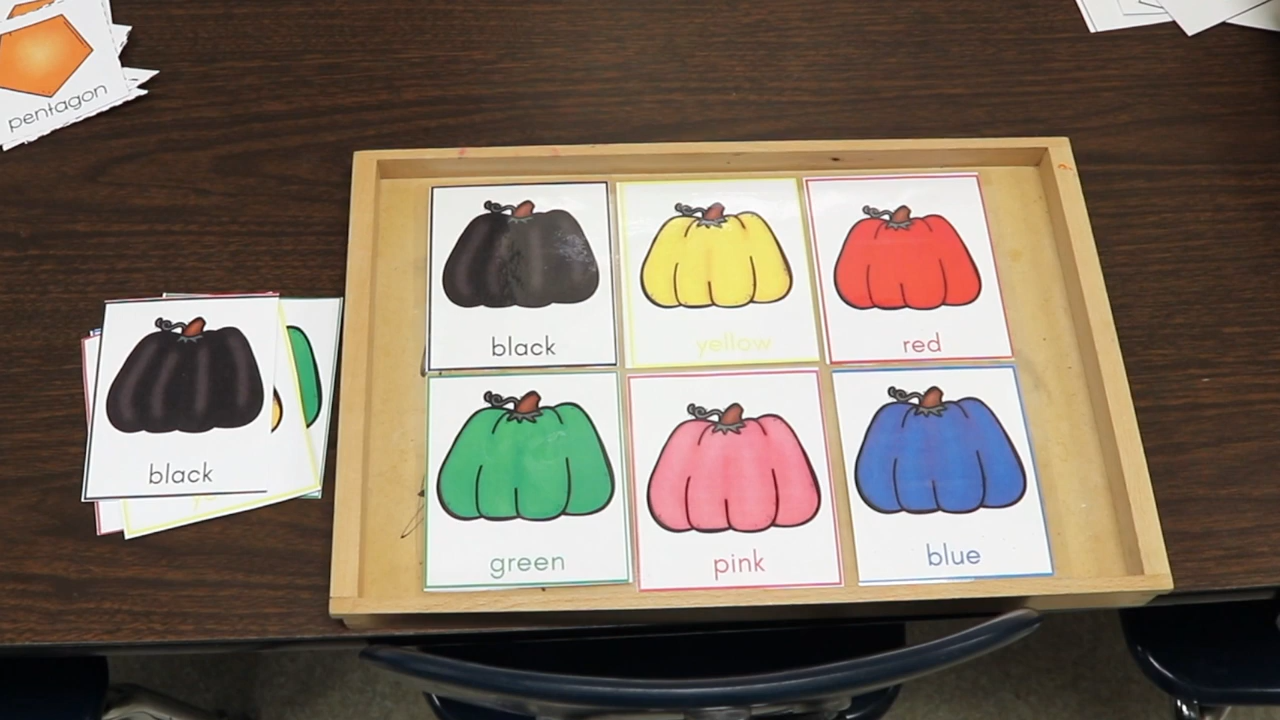 pentagon
black
yellow
red
black
green
pink
blue